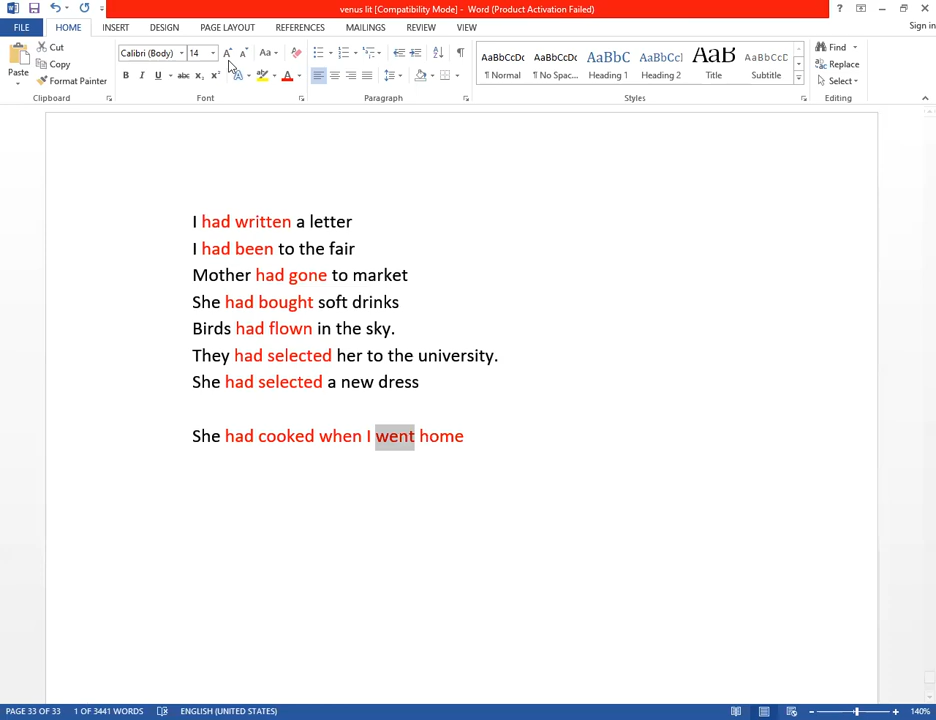 venus lit [Compatibility Mode] - Word (Product Activation Failed)
FILE HOME INSERT DESIGN PAGE LAYOUT REFERENCES MAILINGS REVIEW VIEW Sign in
Cut
Copy
Format Painter
Paste
Calibri (Body) 14
AaBbCcDc AaBbCcDc AaBbC AaBbCcl AaB AaBbCcC
¶ Normal ¶ No Spac... Heading 1 Heading 2 Title Subtitle
Find
Replace
Select
Clipboard Font Paragraph Styles Editing
I had written a letter
I had been to the fair
Mother had gone to market
She had bought soft drinks
Birds had flown in the sky.
They had selected her to the university.
She had selected a new dress
She had cooked when I went home
PAGE 33 OF 33 1 OF 3441 WORDS ENGLISH (UNITED STATES) 140%